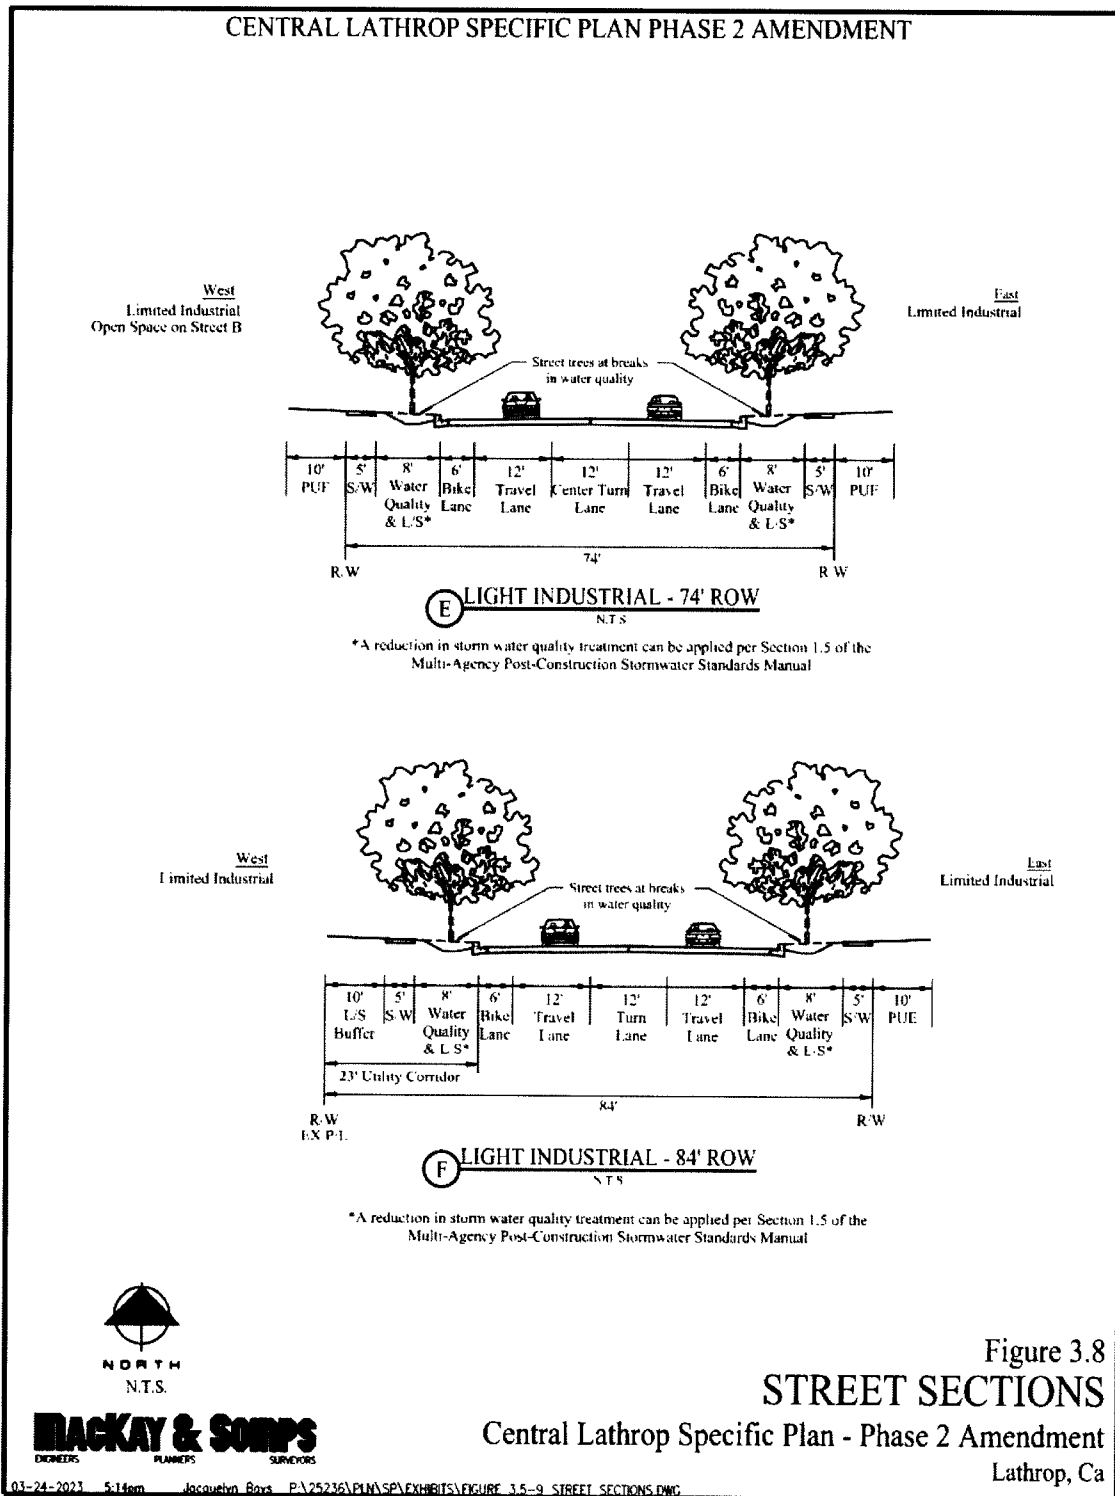 CENTRAL LATHROP SPECIFIC PLAN PHASE 2 AMENDMENT
West
Limited Industrial
Open Space on Street B
East
Limited Industrial
Street trees at breaks
in water quality
10' 5' 8' 6' 12' 12' 12' 6' 8' 5' 10'
PUE S/W Water Bike Travel Center Turn Travel Bike Water S/W PUE
Quality Lane Lane Lane Lane Lane Quality
& L/S* & L/S*
74'
R/W R/W
E LIGHT INDUSTRIAL - 74' ROW
N.T.S
*A reduction in storm water quality treatment can be applied per Section 1.5 of the
Multi-Agency Post-Construction Stormwater Standards Manual
West
Limited Industrial
East
Limited Industrial
Street trees at breaks
in water quality
10' 5' 8' 6' 12' 12' 12' 6' 8' 5' 10'
L/S S/W Water Bike Travel Turn Travel Bike Water S/W PUE
Buffer Quality Lane Lane Lane Lane Lane Quality
& L/S* & L/S*
23' Utility Corridor
84'
R/W R/W
EX P/L
F LIGHT INDUSTRIAL - 84' ROW
N.T.S
*A reduction in storm water quality treatment can be applied per Section 1.5 of the
Multi-Agency Post-Construction Stormwater Standards Manual
NORTH
N.T.S.
MACKAY & SOMPS
ENGINEERS PLANNERS SURVEYORS
Figure 3.8
STREET SECTIONS
Central Lathrop Specific Plan - Phase 2 Amendment
Lathrop, Ca
03-24-2023 5:14pm Jacquelyn Bays P:\25236\PLN\SP\EXHIBITS\FIGURE 3.5-9 STREET SECTIONS.DWG